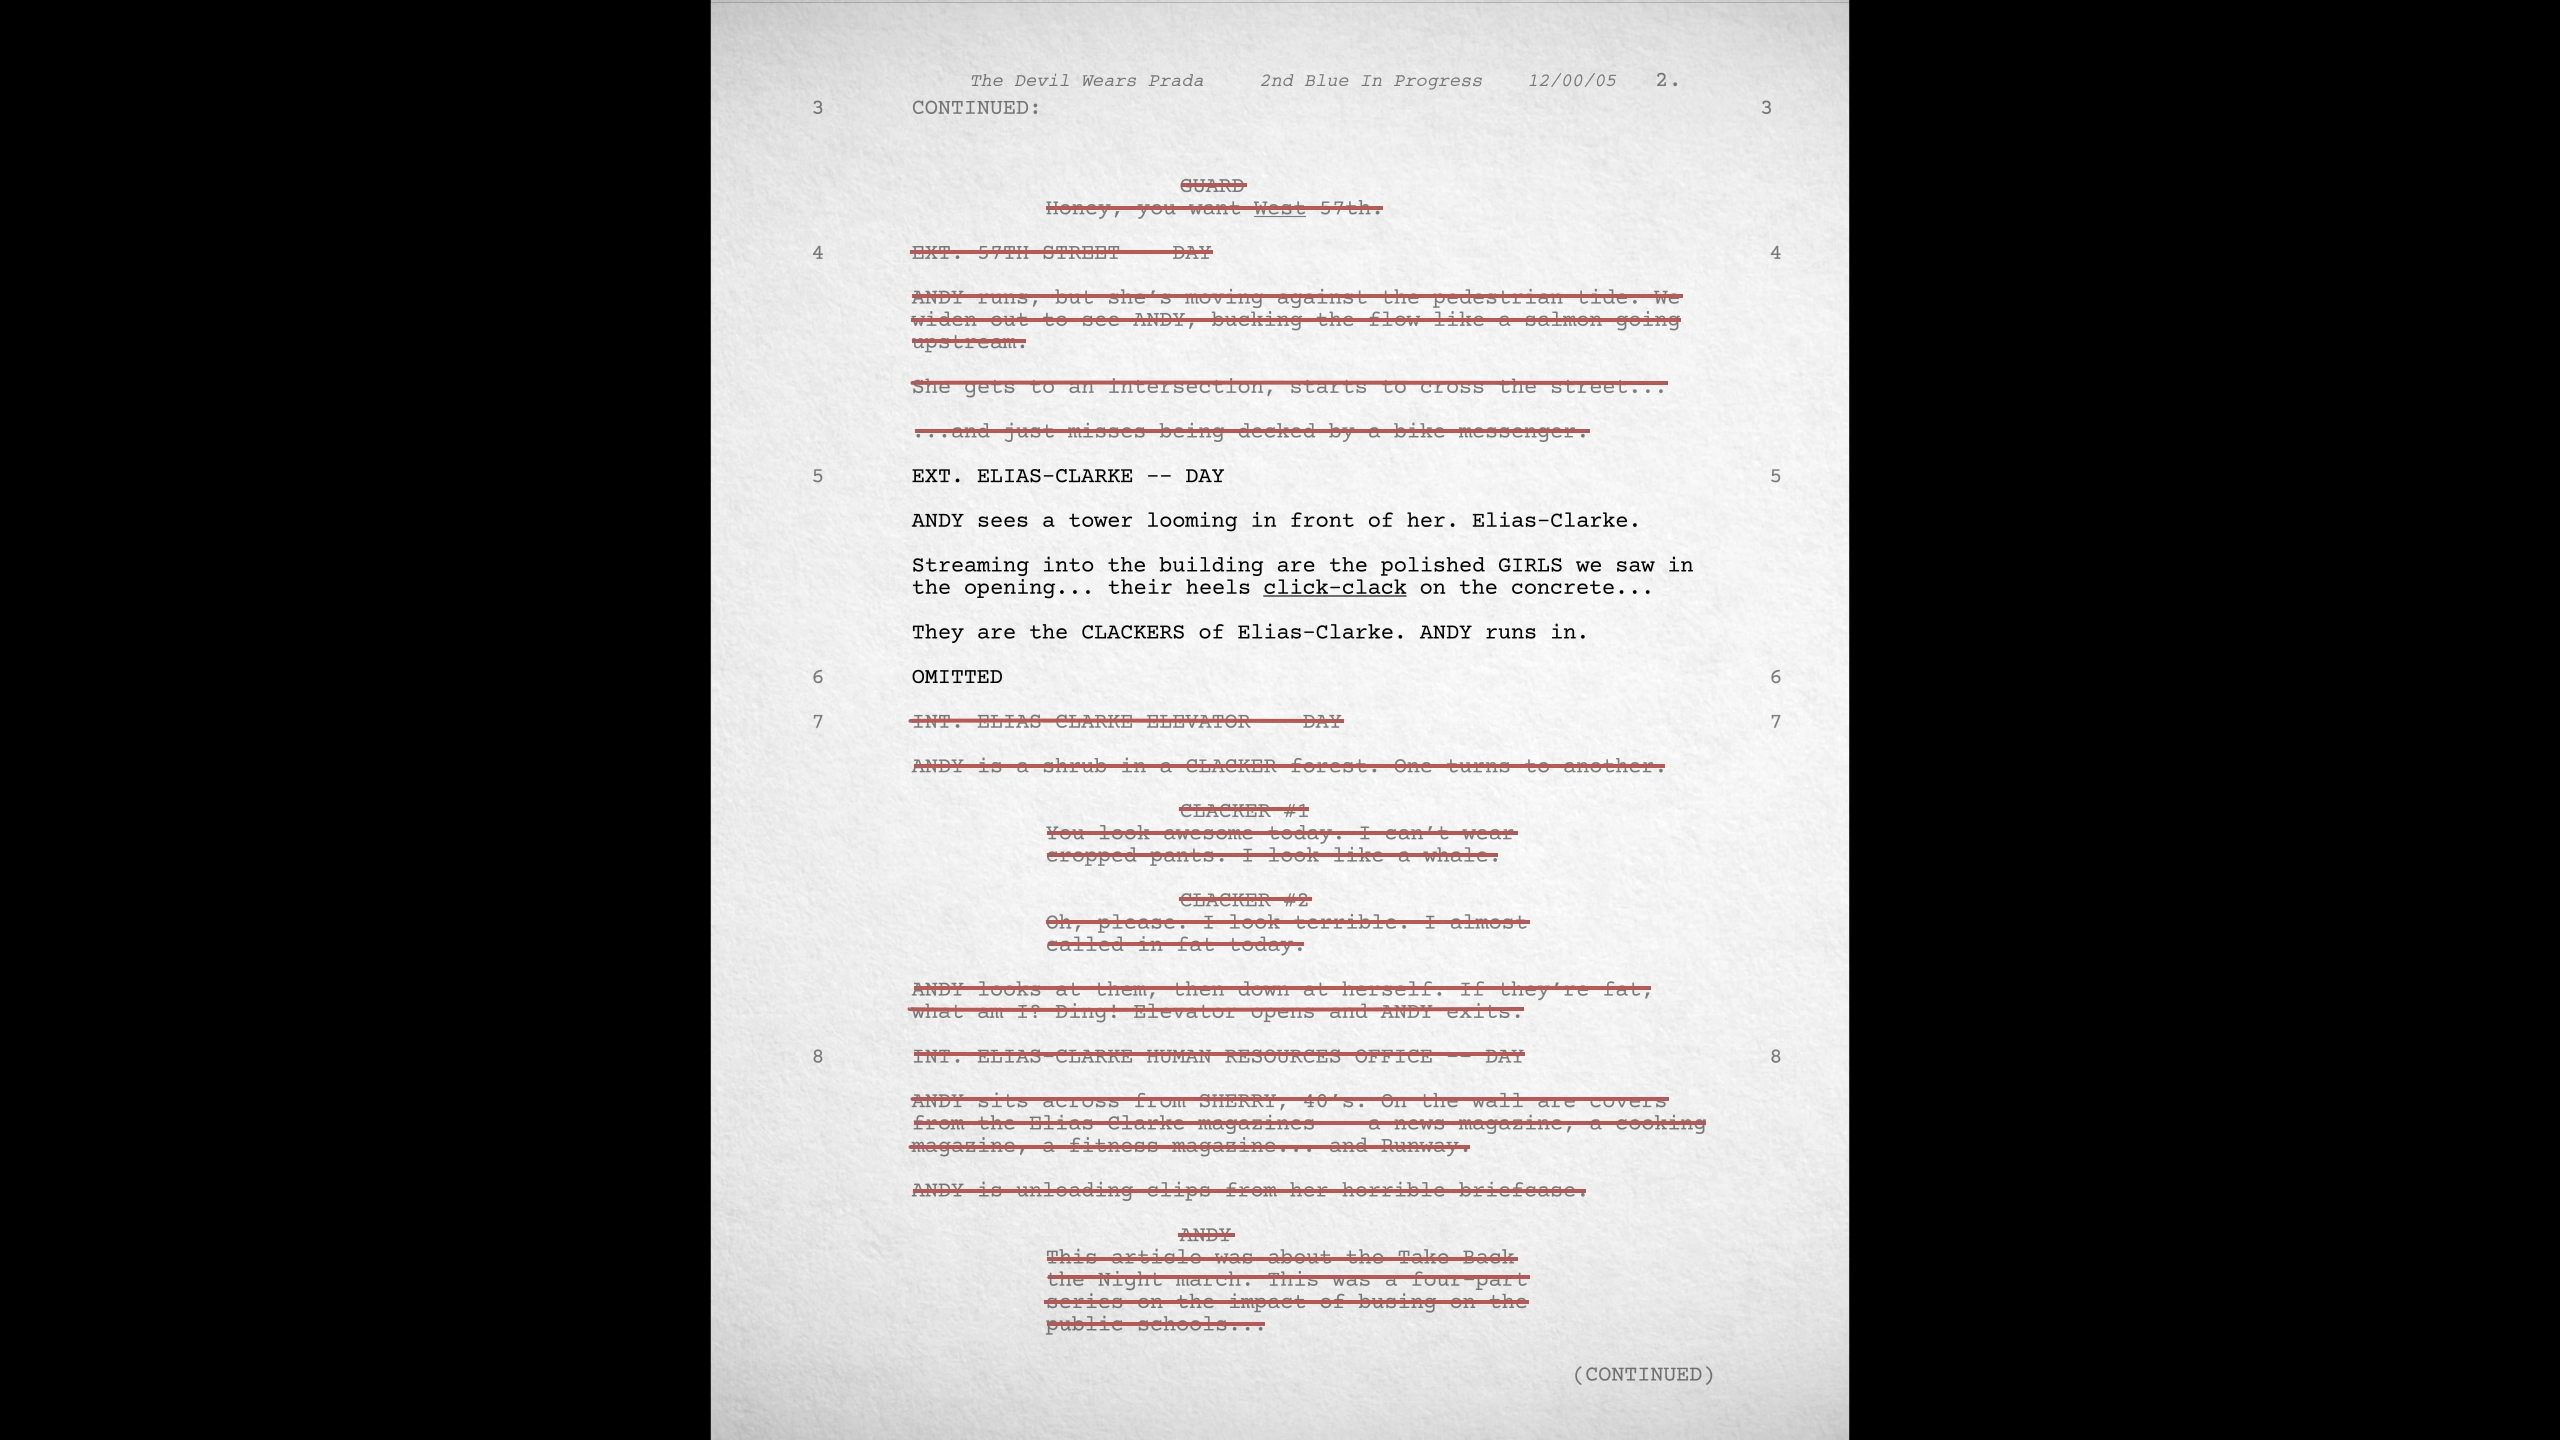 The Devil Wears Prada 2nd Blue In Progress 12/00/05 2.
3 CONTINUED: 3
GUARD
Honey, you want West 57th.
4 EXT. 57TH STREET -- DAY 4
ANDY runs, but she's moving against the pedestrian tide. We
widen out to see ANDY, bucking the flow like a salmon going
upstream.
She gets to an intersection, starts to cross the street...
...and just misses being decked by a bike messenger.
5 EXT. ELIAS-CLARKE -- DAY 5
ANDY sees a tower looming in front of her. Elias-Clarke.
Streaming into the building are the polished GIRLS we saw in
the opening... their heels click-clack on the concrete...
They are the CLACKERS of Elias-Clarke. ANDY runs in.
6 OMITTED 6
7 INT. ELIAS-CLARKE ELEVATOR -- DAY 7
ANDY is a shrub in a CLACKER forest. One turns to another.
CLACKER #1
You look awesome today. I can't wear
cropped pants. I look like a whale.
CLACKER #2
Oh, please. I look terrible. I almost
called in fat today.
ANDY looks at them, then down at herself. If they're fat,
what am I? Ding! Elevator opens and ANDY exits.
8 INT. ELIAS-CLARKE HUMAN RESOURCES OFFICE -- DAY 8
ANDY sits across from SHERRY, 40's. On the wall are covers
from the Elias-Clarke magazines -- a news magazine, a cooking
magazine, a fitness magazine... and Runway.
ANDY is unloading clips from her horrible briefcase.
ANDY
This article was about the Take Back
the Night march. This was a four-part
series on the impact of busing on the
public schools...
(CONTINUED)